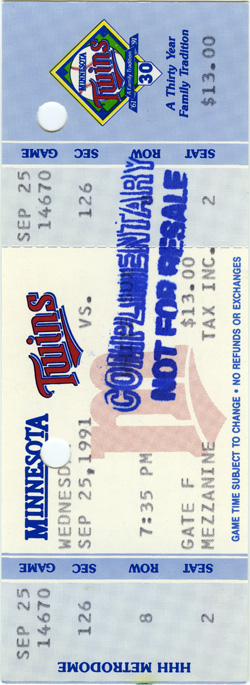 MINNESOTA
Twins
A Family Tradition
'61 30
A Thirty Year
Family Tradition
$13.00
GAME SEC ROW SEAT
SEP 25
14670 126 2
COMPLIMENTARY
NOT FOR RESALE
MINNESOTA Twins
WEDNESD VS.
SEP 25,1991
7:35 PM
GATE F $13.00
MEZZANINE TAX INC.
GAME TIME SUBJECT TO CHANGE • NO REFUNDS OR EXCHANGES
GAME SEC ROW SEAT
SEP 25
14670 126 8 2
HHH METRODOME